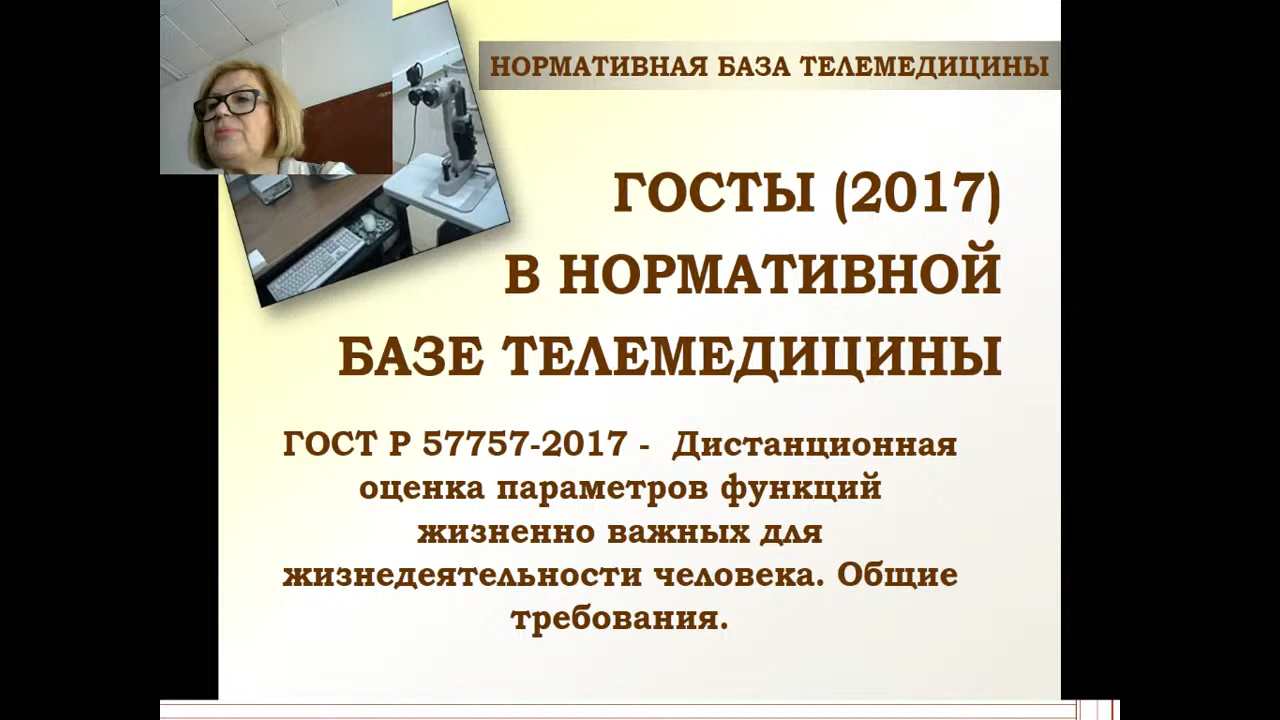 НОРМАТИВНАЯ БАЗА ТЕЛЕМЕДИЦИНЫ
ГОСТЫ (2017)
В НОРМАТИВНОЙ
БАЗЕ ТЕЛЕМЕДИЦИНЫ
ГОСТ Р 57757-2017 - Дистанционная
оценка параметров функций
жизненно важных для
жизнедеятельности человека. Общие
требования.